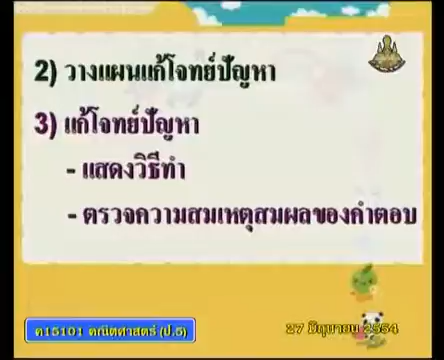 2) วางแผนแก้โจทย์ปัญหา
3) แก้โจทย์ปัญหา
- แสดงวิธีทำ
- ตรวจความสมเหตุสมผลของคำตอบ
ค15101 คณิตศาสตร์ (ป.5)
27 มิถุนายน 2554